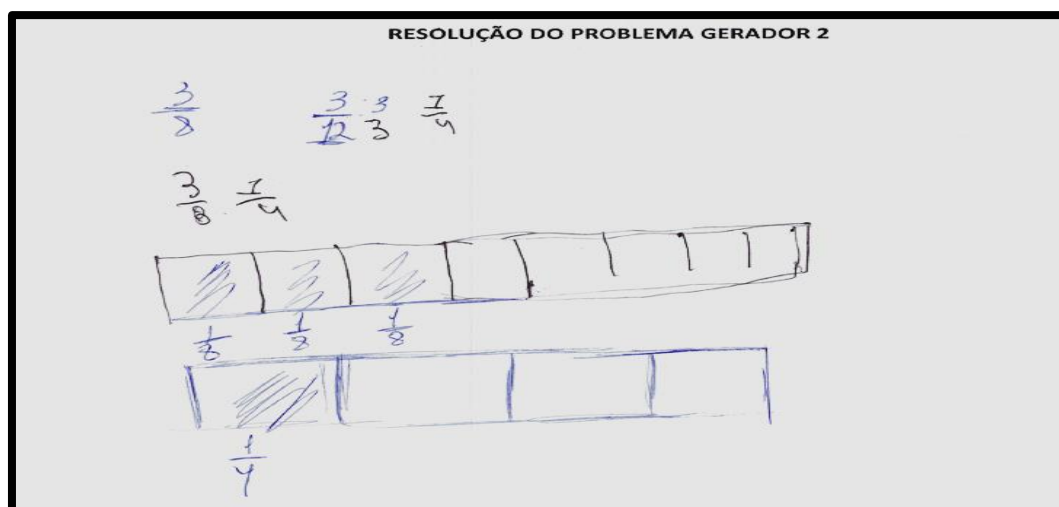 RESOLUÇÃO DO PROBLEMA GERADOR 2
3/8 3/12 : 3/3 1/4
3/8 . 1/4
1/8 1/8 1/8
1/4